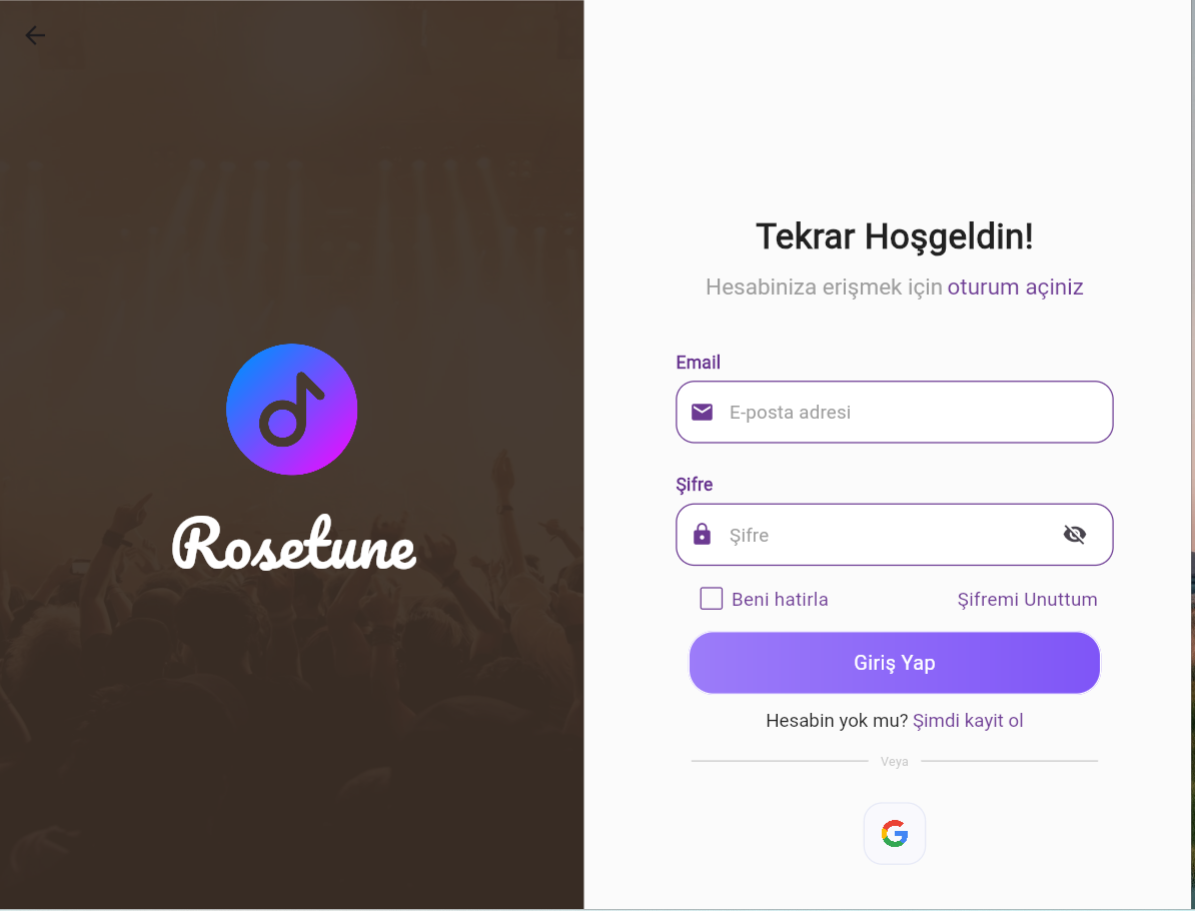 Rosetune
Tekrar Hoşgeldin!
Hesabiniza erişmek için oturum açiniz
Email
E-posta adresi
Şifre
Şifre
Beni hatirla
Şifremi Unuttum
Giriş Yap
Hesabin yok mu? Şimdi kayit ol
Veya